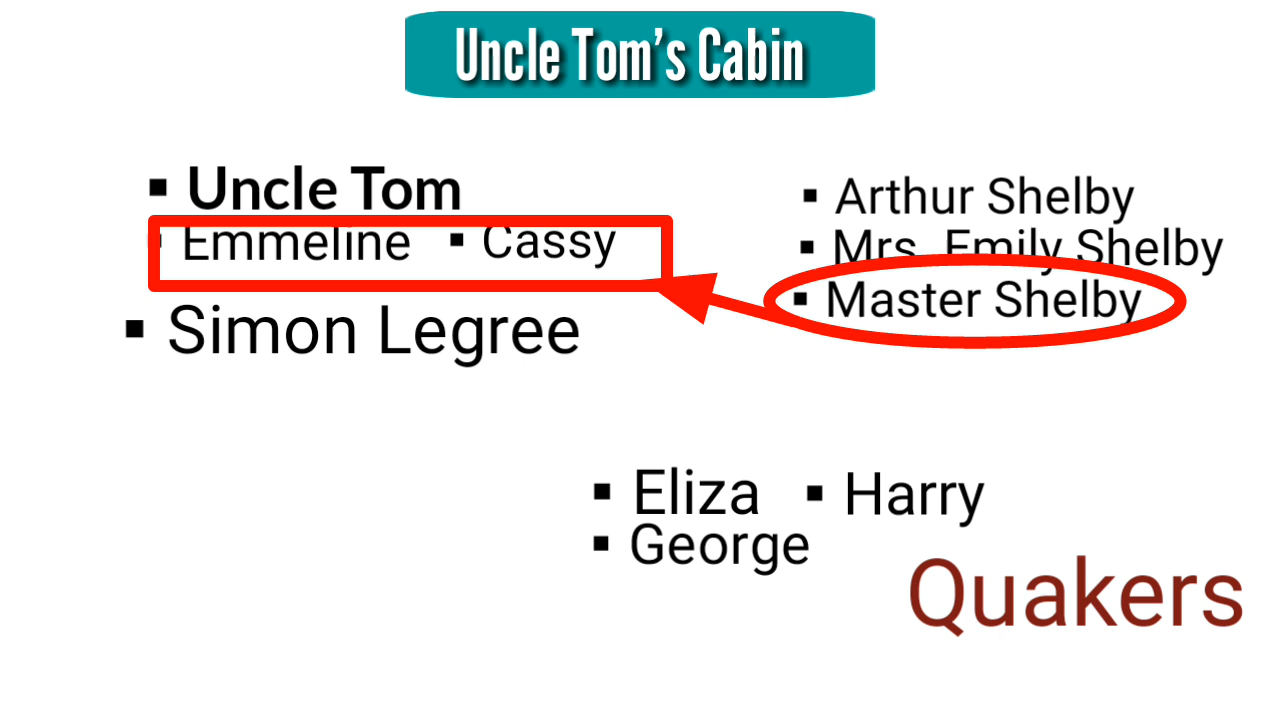 Uncle Tom's Cabin
▪ Uncle Tom
▪ Emmeline ▪ Cassy
▪ Simon Legree
▪ Arthur Shelby
▪ Mrs. Emily Shelby
▪ Master Shelby
▪ Eliza ▪ Harry
▪ George
Quakers